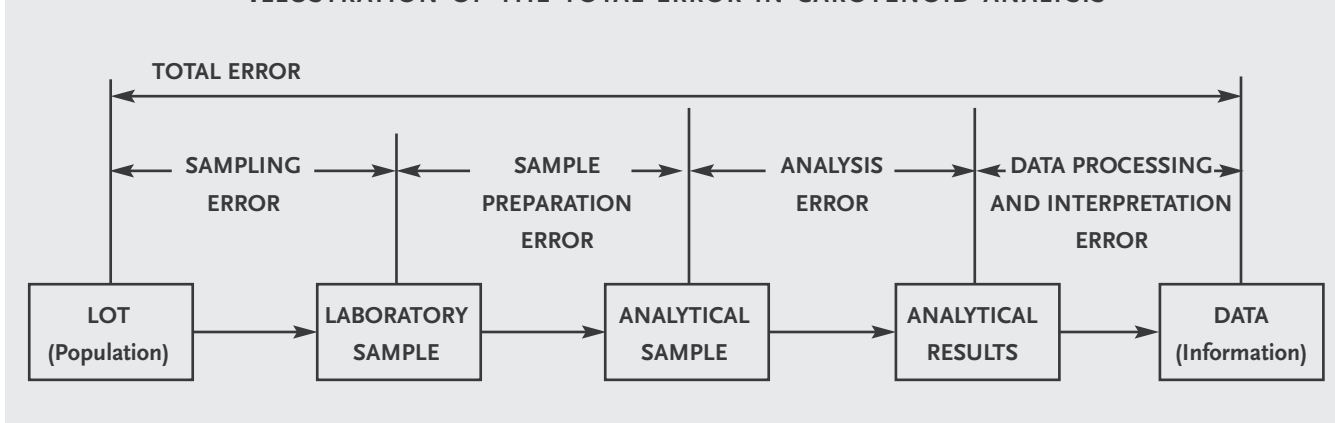 ILLUSTRATION OF THE TOTAL ERROR IN CAROTENOID ANALYSIS
TOTAL ERROR
SAMPLING
ERROR
SAMPLE
PREPARATION
ERROR
ANALYSIS
ERROR
DATA PROCESSING
AND INTERPRETATION
ERROR
LOT
(Population)
LABORATORY
SAMPLE
ANALYTICAL
SAMPLE
ANALYTICAL
RESULTS
DATA
(Information)